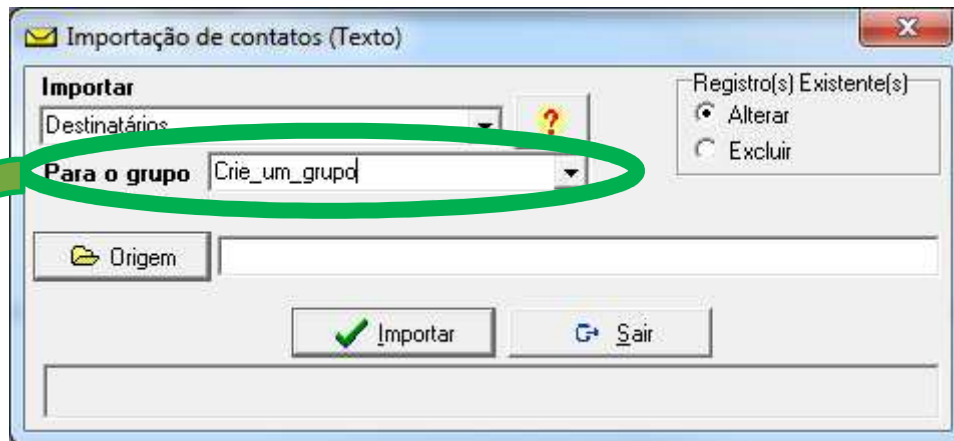 Importação de contatos (Texto)
Importar
Registro(s) Existente(s)
Destinatários
?
Alterar
Excluir
Para o grupo
Crie_um_grupo
Origem
Importar
Sair